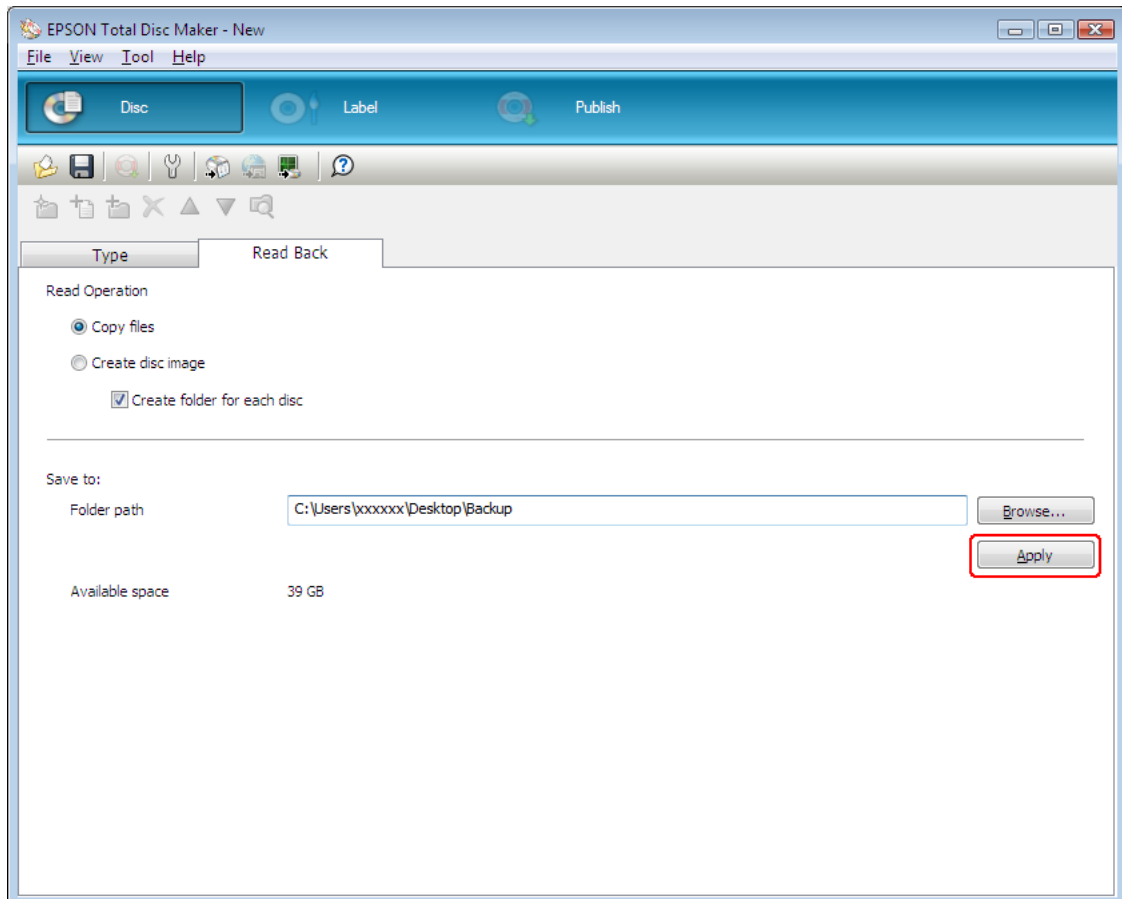 EPSON Total Disc Maker - New
File View Tool Help
Disc Label Publish
Type Read Back
Read Operation
Copy files
Create disc image
Create folder for each disc
Save to:
Folder path C:\Users\xxxxxx\Desktop\Backup Browse...
Apply
Available space 39 GB